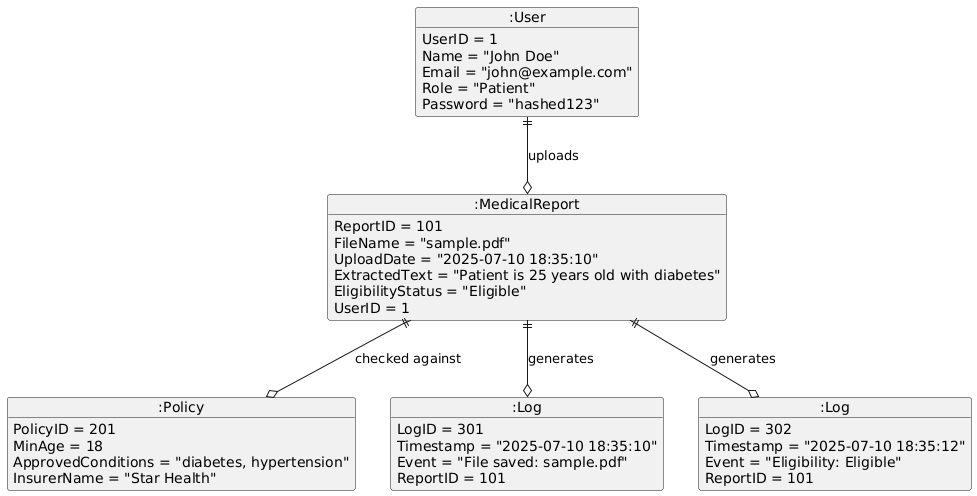 :User
UserID = 1
Name = "John Doe"
Email = "john@example.com"
Role = "Patient"
Password = "hashed123"
uploads
:MedicalReport
ReportID = 101
FileName = "sample.pdf"
UploadDate = "2025-07-10 18:35:10"
ExtractedText = "Patient is 25 years old with diabetes"
EligibilityStatus = "Eligible"
UserID = 1
checked against
generates
generates
:Policy
PolicyID = 201
MinAge = 18
ApprovedConditions = "diabetes, hypertension"
InsurerName = "Star Health"
:Log
LogID = 301
Timestamp = "2025-07-10 18:35:10"
Event = "File saved: sample.pdf"
ReportID = 101
:Log
LogID = 302
Timestamp = "2025-07-10 18:35:12"
Event = "Eligibility: Eligible"
ReportID = 101